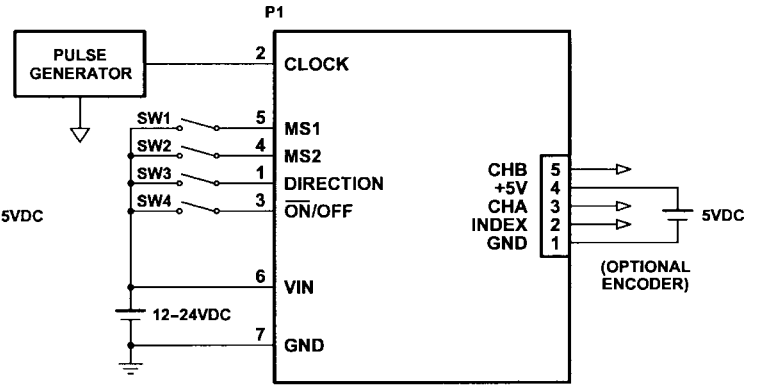 P1
PULSE
GENERATOR
2
CLOCK
SW1
5
MS1
SW2
4
MS2
SW3
1
DIRECTION
SW4
3
ON/OFF
5VDC
6
VIN
12–24VDC
7
GND
CHB
5
+5V
4
CHA
3
INDEX
2
GND
1
5VDC
(OPTIONAL
ENCODER)